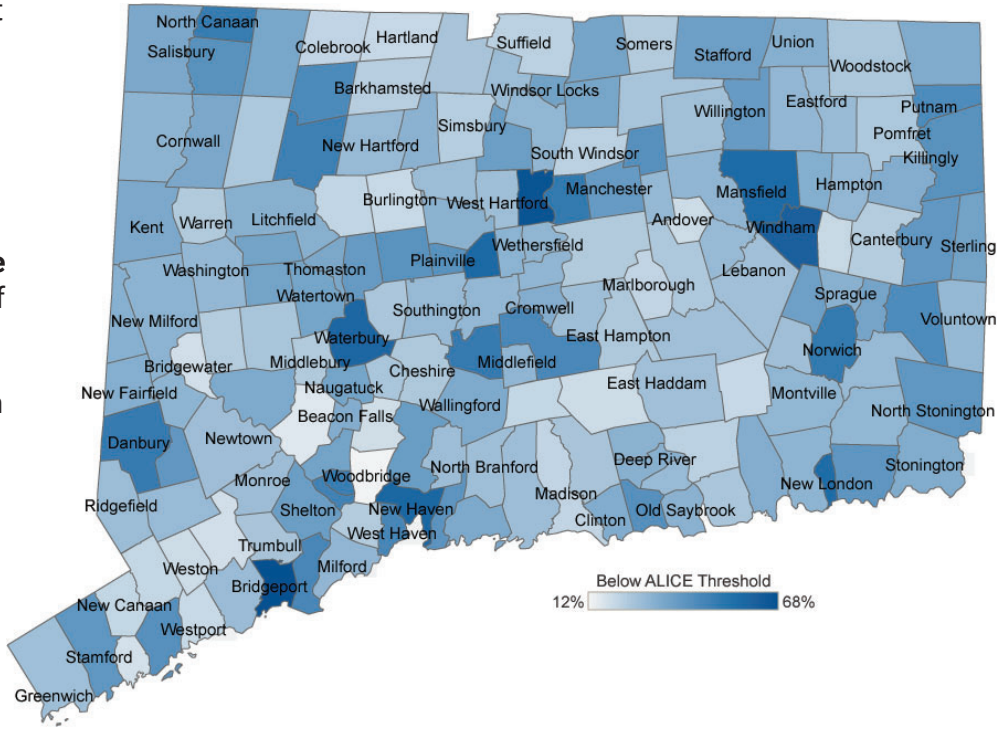 t
North Canaan
Hartland
Suffield
Somers
Union
Colebrook
Salisbury
Stafford
Woodstock
Barkhamsted
Windsor Locks
Eastford
Putnam
Willington
Simsbury
Pomfret
Cornwall
New Hartford
South Windsor
Killingly
Manchester
Mansfield
Hampton
Burlington
West Hartford
Kent
Warren
Litchfield
Andover
Windham
Canterbury
Sterling
Wethersfield
e
Plainville
Washington
Thomaston
Lebanon
f
Watertown
Marlborough
Sprague
New Milford
Southington
Cromwell
Voluntown
Waterbury
East Hampton
Norwich
Bridgewater
Middlebury
Middlefield
Cheshire
New Fairfield
Naugatuck
East Haddam
Montville
n
Beacon Falls
Wallingford
North Stonington
Danbury
Newtown
Deep River
Stonington
Woodbridge
North Branford
Monroe
New London
Madison
Ridgefield
Shelton
New Haven
Old Saybrook
Clinton
West Haven
Trumbull
Milford
Weston
Bridgeport
Below ALICE Threshold
12% 68%
New Canaan
Westport
Stamford
Greenwich